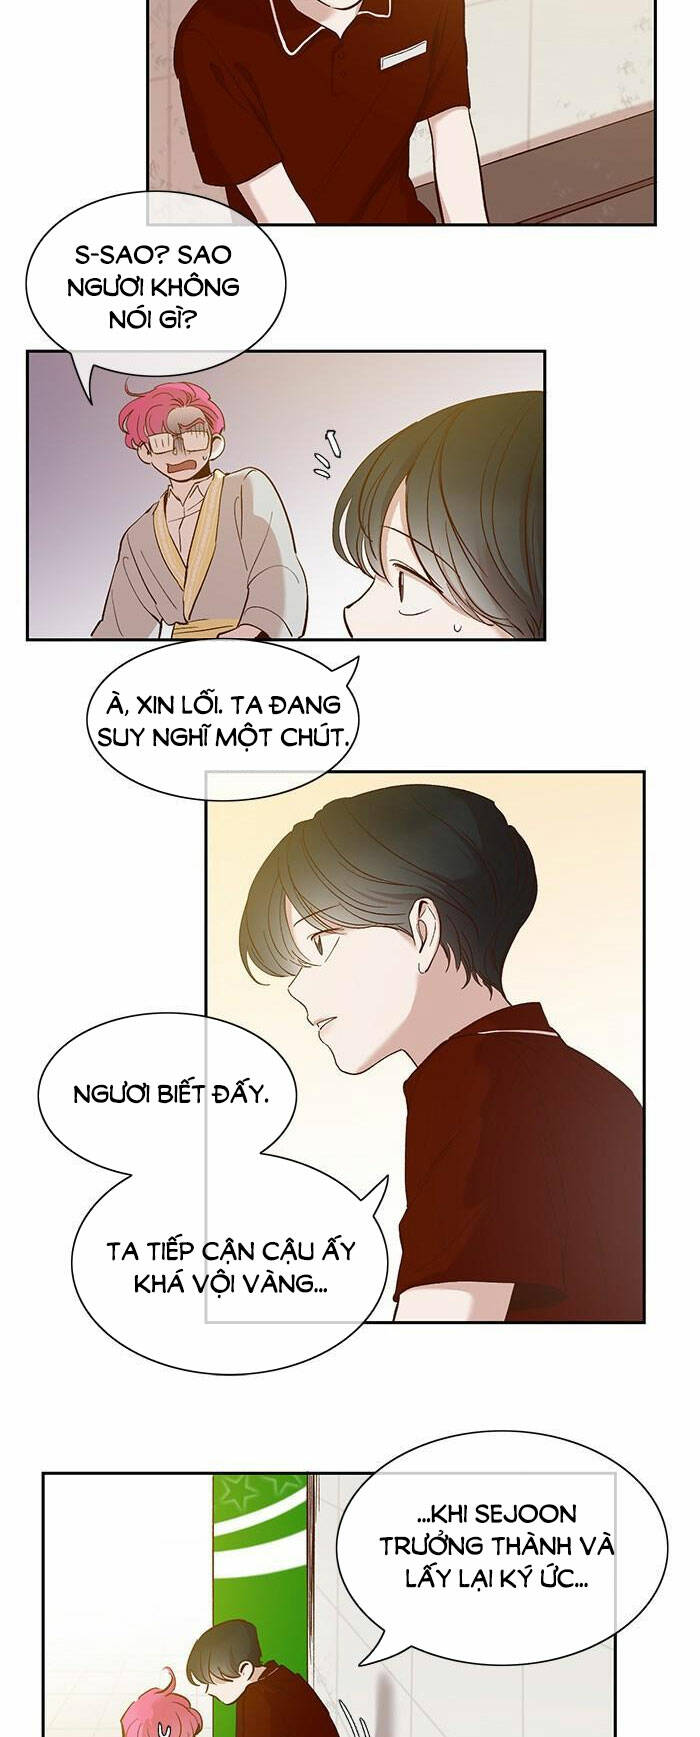 S-SAO? SAO
NGƯƠI KHÔNG
NÓI GÌ?
À, XIN LỖI. TA ĐANG
SUY NGHĨ MỘT CHÚT.
NGƯƠI BIẾT ĐẤY.
TA TIẾP CẬN CẬU ẤY
KHÁ VỘI VÀNG...
...KHI SEJOON
TRƯỞNG THÀNH VÀ
LẤY LẠI KÝ ỨC...